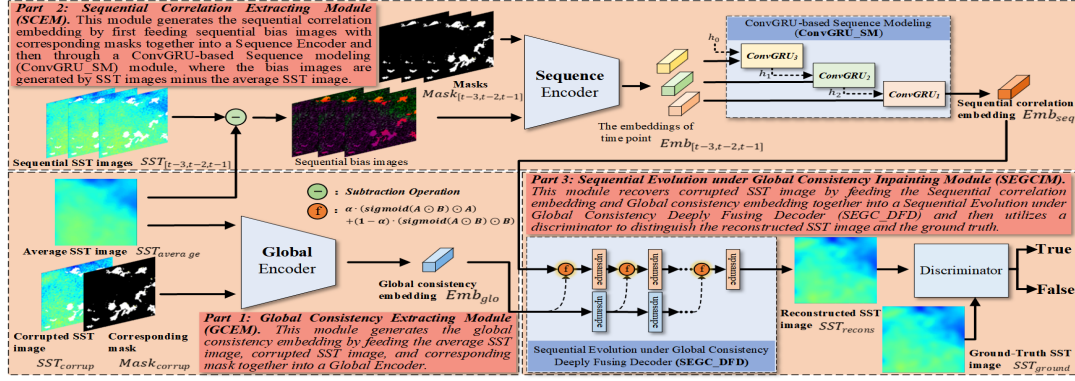 Part 2: Sequential Correlation Extracting Module
(SCEM). This module generates the sequential correlation
embedding by first feeding sequential bias images with
corresponding masks together into a Sequence Encoder and
then through a ConvGRU-based Sequence modeling
(ConvGRU_SM) module, where the bias images are
generated by SST images minus the average SST image.
Masks
Mask[t−3,t−2,t−1]
Sequence
Encoder
The embeddings of
time point
Emb[t−3,t−2,t−1]
ConvGRU-based Sequence Modeling
(ConvGRU_SM)
h0
ConvGRU3
h1
ConvGRU2
h2
ConvGRU1
Sequential correlation
embedding Embseq
−
Sequential SST images SST[t−3,t−2,t−1]
Sequential bias images
− : Subtraction Operation
f : α·(sigmoid(A⊙B)⊙A)
+(1−α)·(sigmoid(A⊙B)⊙B)
Average SST image SSTavera ge
Global
Encoder
Global consistency
embedding Embglo
Corrupted SST
image
SSTcorrup
Corresponding
mask
Maskcorrup
Part 1: Global Consistency Extracting Module
(GCEM). This module generates the global
consistency embedding by feeding the average SST
image, corrupted SST image, and corresponding
mask together into a Global Encoder.
Part 3: Sequential Evolution under Global Consistency Inpainting Module (SEGCIM).
This module recovers corrupted SST image by feeding the Sequential correlation
embedding and Global consistency embedding together into a Sequential Evolution under
Global Consistency Deeply Fusing Decoder (SEGC_DFD) and then utilizes a
discriminator to distinguish the reconstructed SST image and the ground truth.
f
upsample
f
upsample
f
upsample
upsample
upsample
Sequential Evolution under Global Consistency
Deeply Fusing Decoder (SEGC_DFD)
Reconstructed SST
image SSTrecons
Discriminator
True
False
Ground-Truth SST
image SSTground